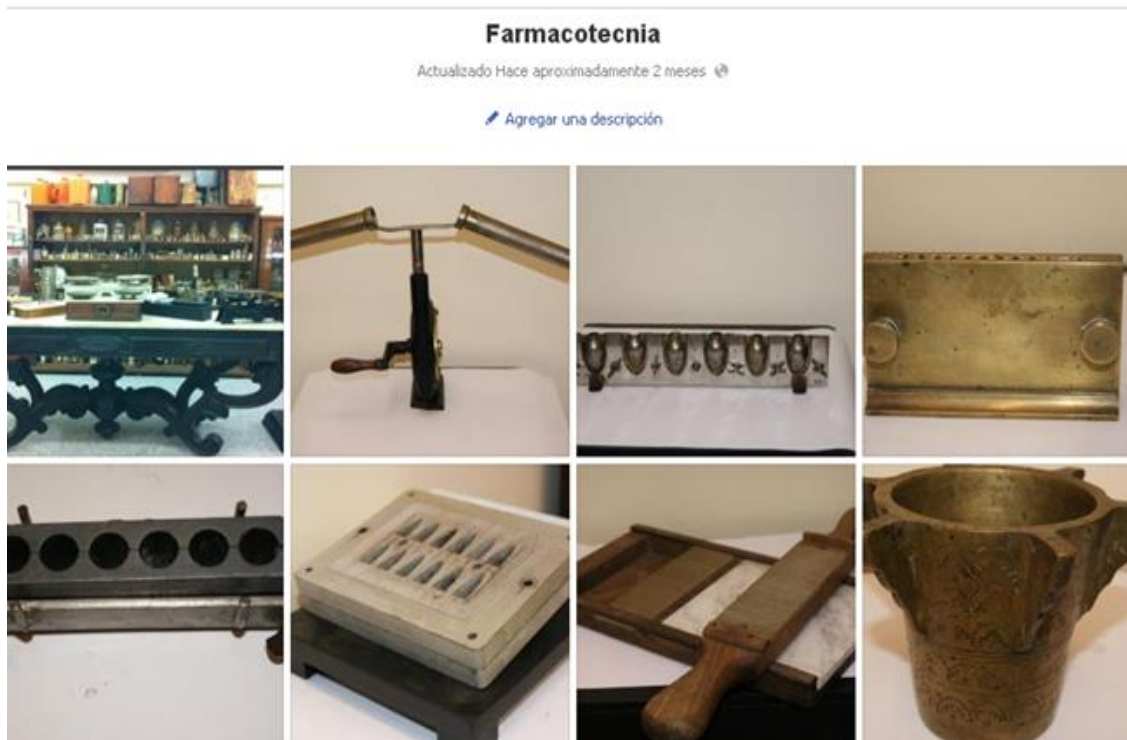 Farmacotecnia
Actualizado Hace aproximadamente 2 meses
Agregar una descripción